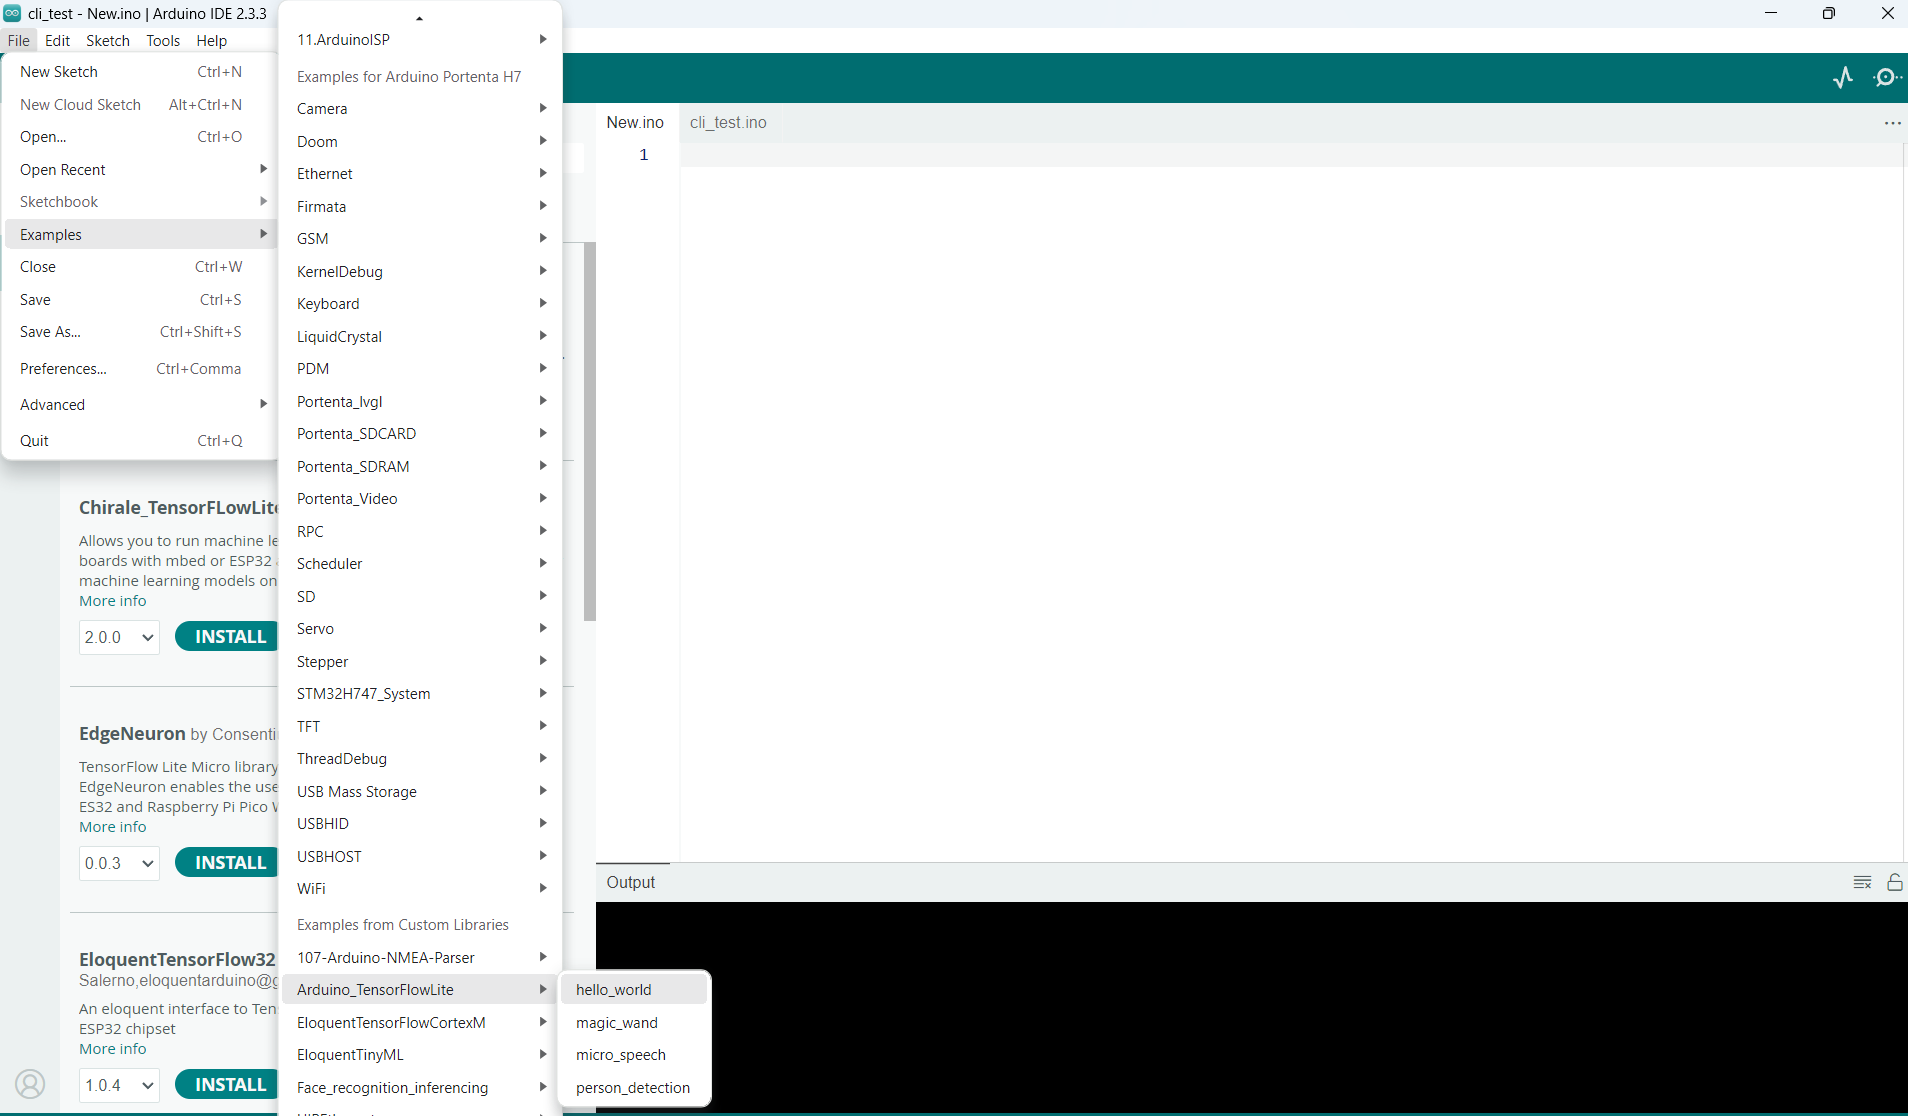 cli_test - New.ino | Arduino IDE 2.3.3
File Edit Sketch Tools Help
New Sketch Ctrl+N
New Cloud Sketch Alt+Ctrl+N
Open... Ctrl+O
Open Recent
Sketchbook
Examples
Close Ctrl+W
Save Ctrl+S
Save As... Ctrl+Shift+S
Preferences... Ctrl+Comma
Advanced
Quit Ctrl+Q
Chirale_TensorFLowLite
Allows you to run machine le
boards with mbed or ESP32
machine learning models on
More info
2.0.0 INSTALL
EdgeNeuron by Consenti
TensorFlow Lite Micro library
EdgeNeuron enables the use
ES32 and Raspberry Pi Pico W
More info
0.0.3 INSTALL
EloquentTensorFlow32
Salerno,eloquentarduino@g
An eloquent interface to Ten
ESP32 chipset
More info
1.0.4 INSTALL
11.ArduinoISP
Examples for Arduino Portenta H7
Camera
Doom
Ethernet
Firmata
GSM
KernelDebug
Keyboard
LiquidCrystal
PDM
Portenta_lvgl
Portenta_SDCARD
Portenta_SDRAM
Portenta_Video
RPC
Scheduler
SD
Servo
Stepper
STM32H747_System
TFT
ThreadDebug
USB Mass Storage
USBHID
USBHOST
WiFi
Examples from Custom Libraries
107-Arduino-NMEA-Parser
Arduino_TensorFlowLite
EloquentTensorFlowCortexM
EloquentTinyML
Face_recognition_inferencing
hello_world
magic_wand
micro_speech
person_detection
New.ino cli_test.ino
1
Output